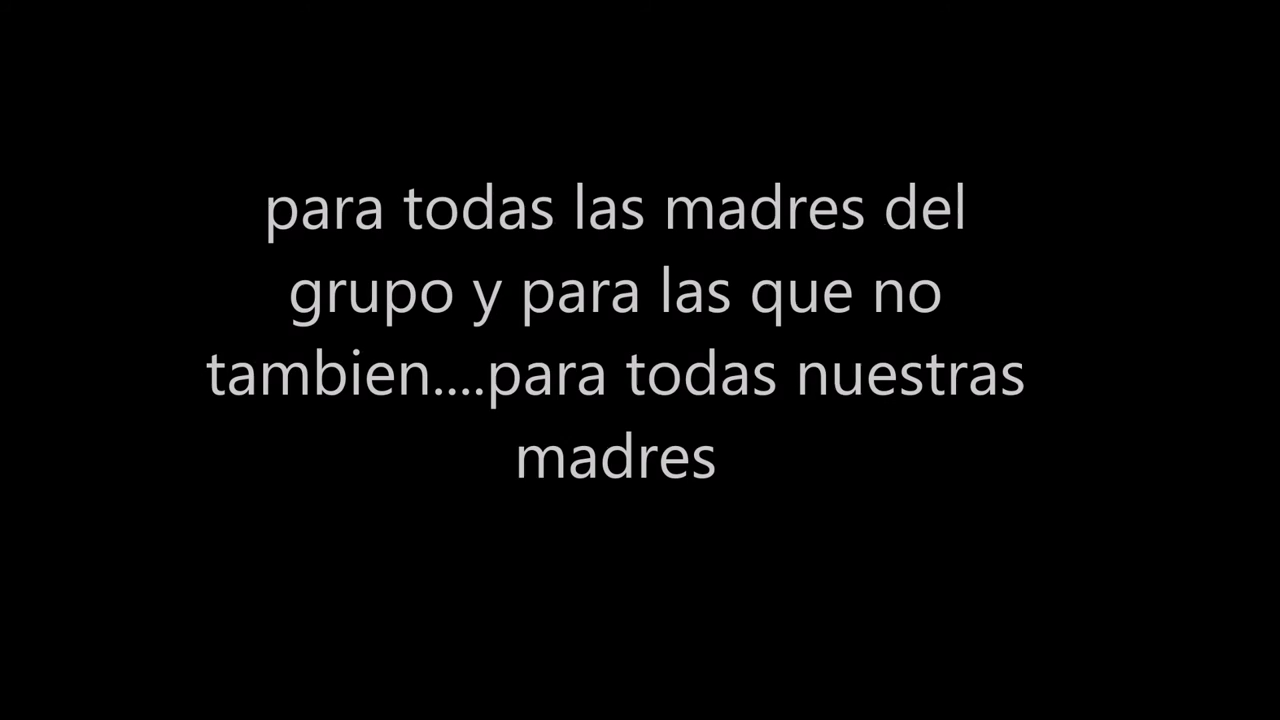 para todas las madres del
grupo y para las que no
tambien....para todas nuestras
madres